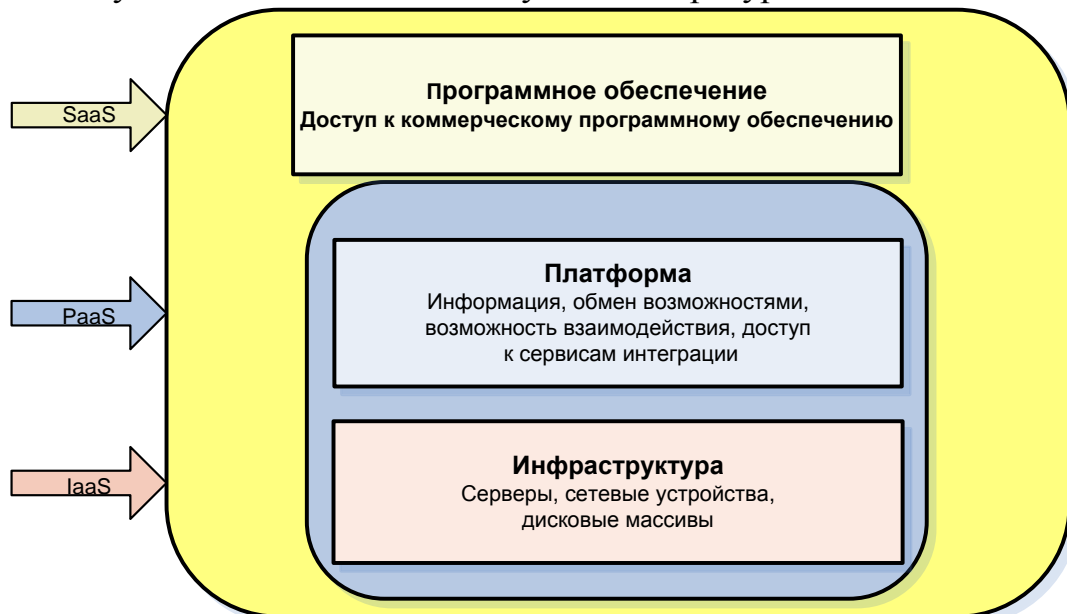 SaaS
Программное обеспечение
Доступ к коммерческому программному обеспечению
PaaS
Платформа
Информация, обмен возможностями,
возможность взаимодействия, доступ
к сервисам интеграции
IaaS
Инфраструктура
Серверы, сетевые устройства,
дисковые массивы